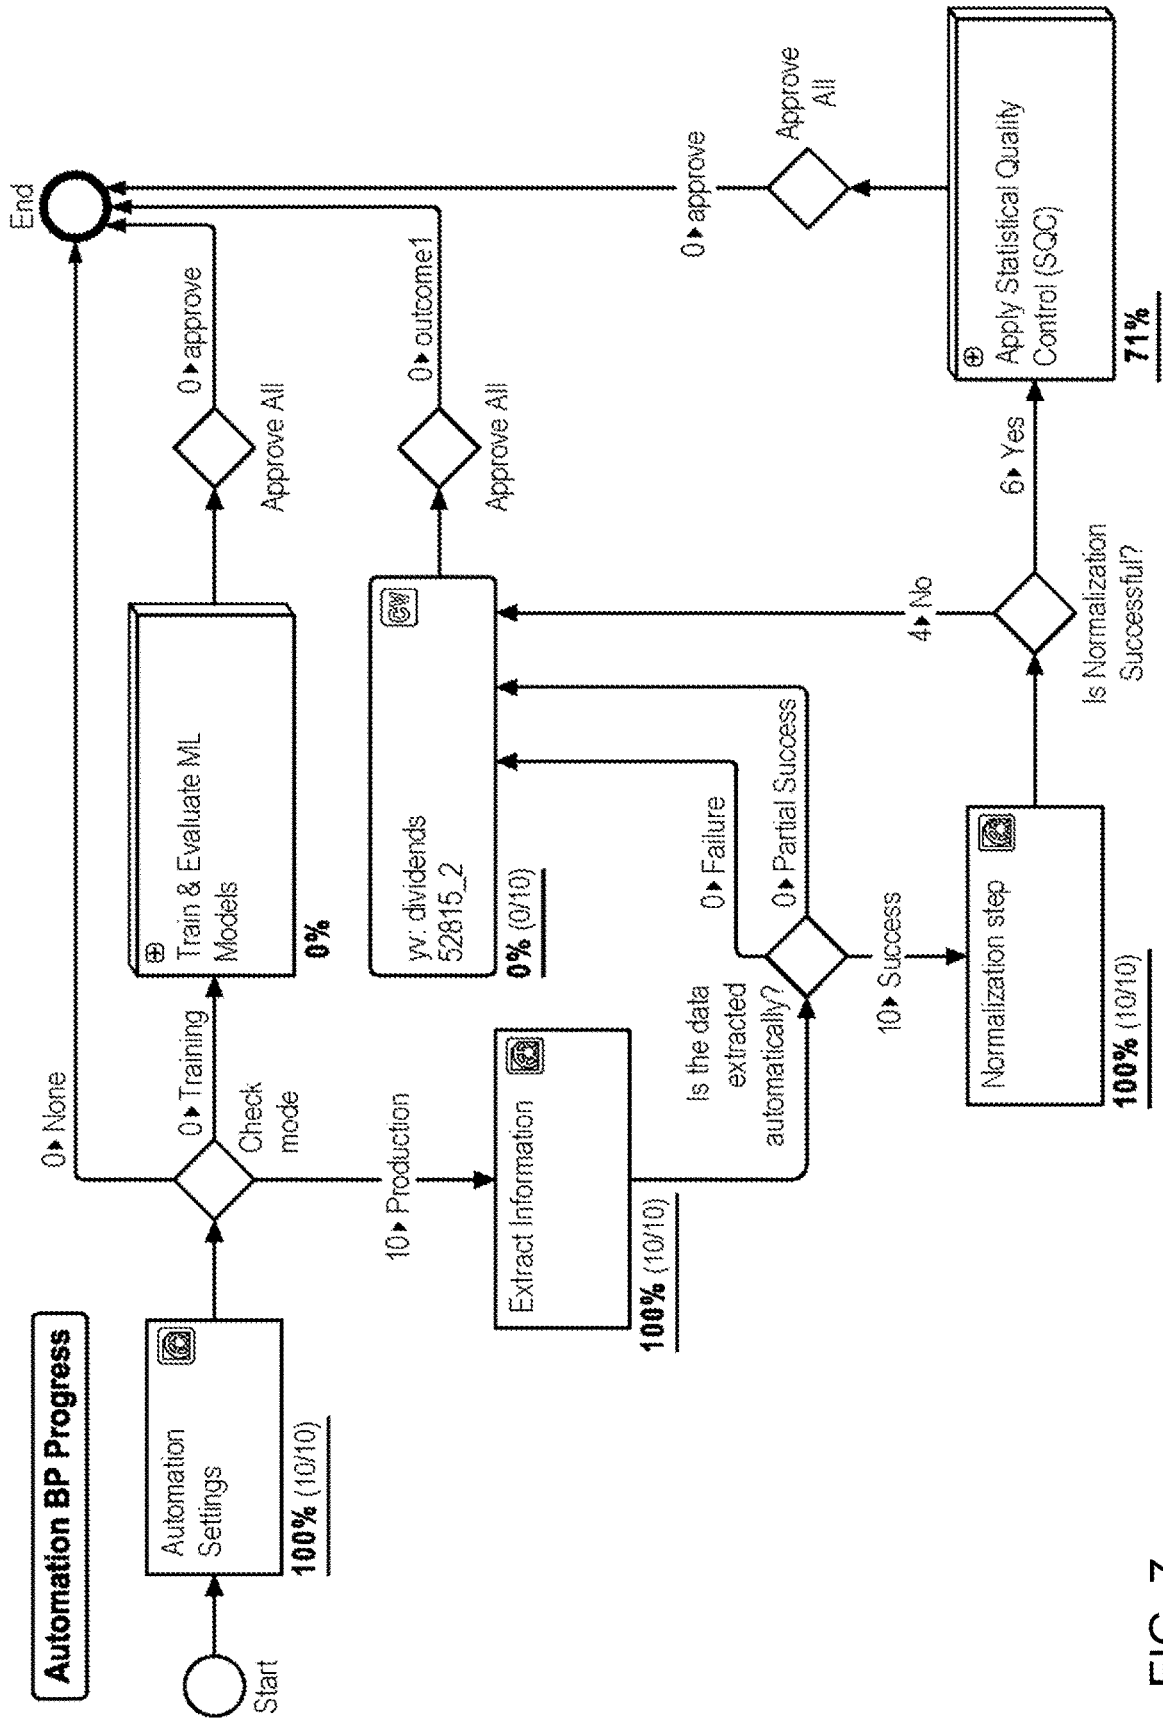 Automation BP Progress
Start
Automation
Settings
100% (10/10)
Check
mode
0▸None
0▸Training
10▸Production
Train & Evaluate ML
Models
0%
Approve All
0▸approve
End
Extract Information
100% (10/10)
Is the data
extracted
automatically?
0▸Failure
0▸Partial Success
10▸Success
yv: dividends
52815_2
0% (0/10)
Approve All
0▸outcome1
Normalization step
100% (10/10)
Is Normalization
Successful?
4▸No
6▸Yes
Apply Statistical Quality
Control (SQC)
71%
Approve
All
0▸approve